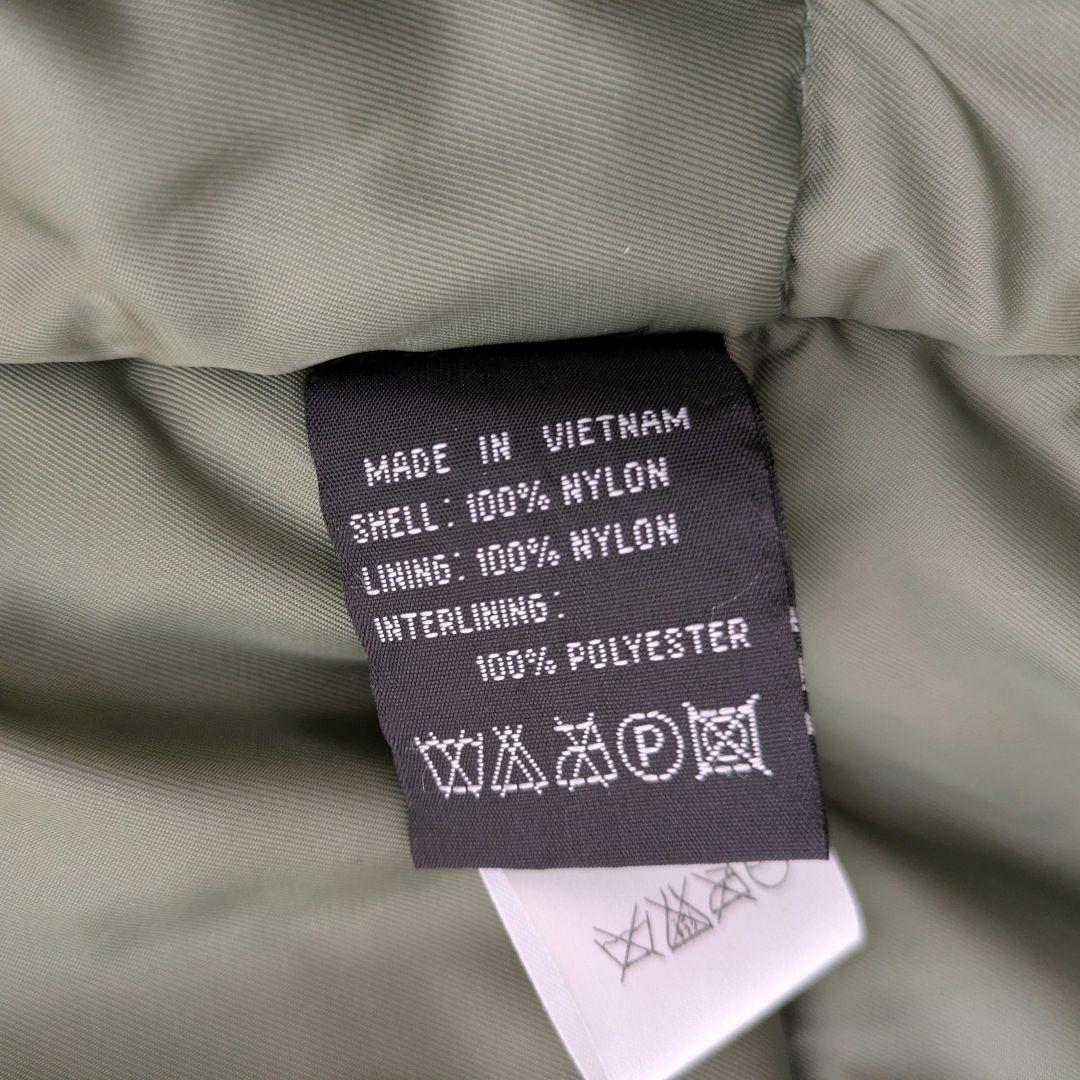 MADE IN VIETNAM
SHELL: 100% NYLON
LINING: 100% NYLON
INTERLINING:
100% POLYESTER
P